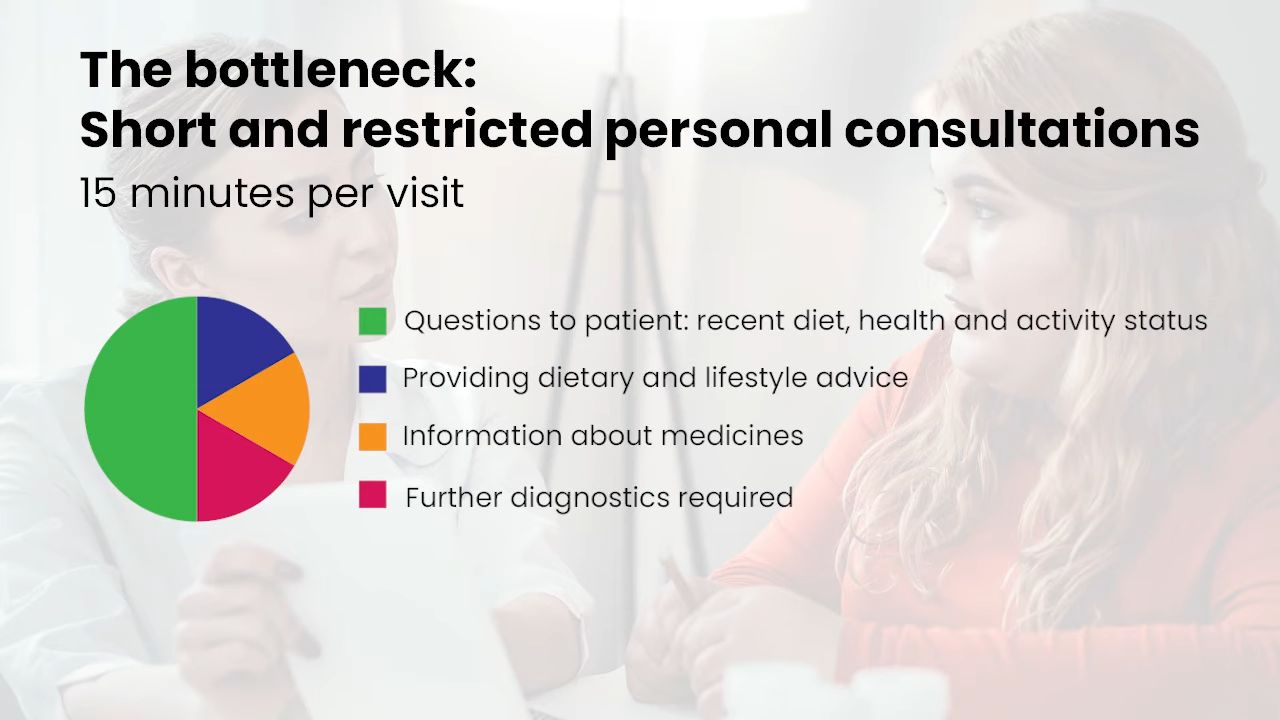 The bottleneck:
Short and restricted personal consultations
15 minutes per visit
Questions to patient: recent diet, health and activity status
Providing dietary and lifestyle advice
Information about medicines
Further diagnostics required